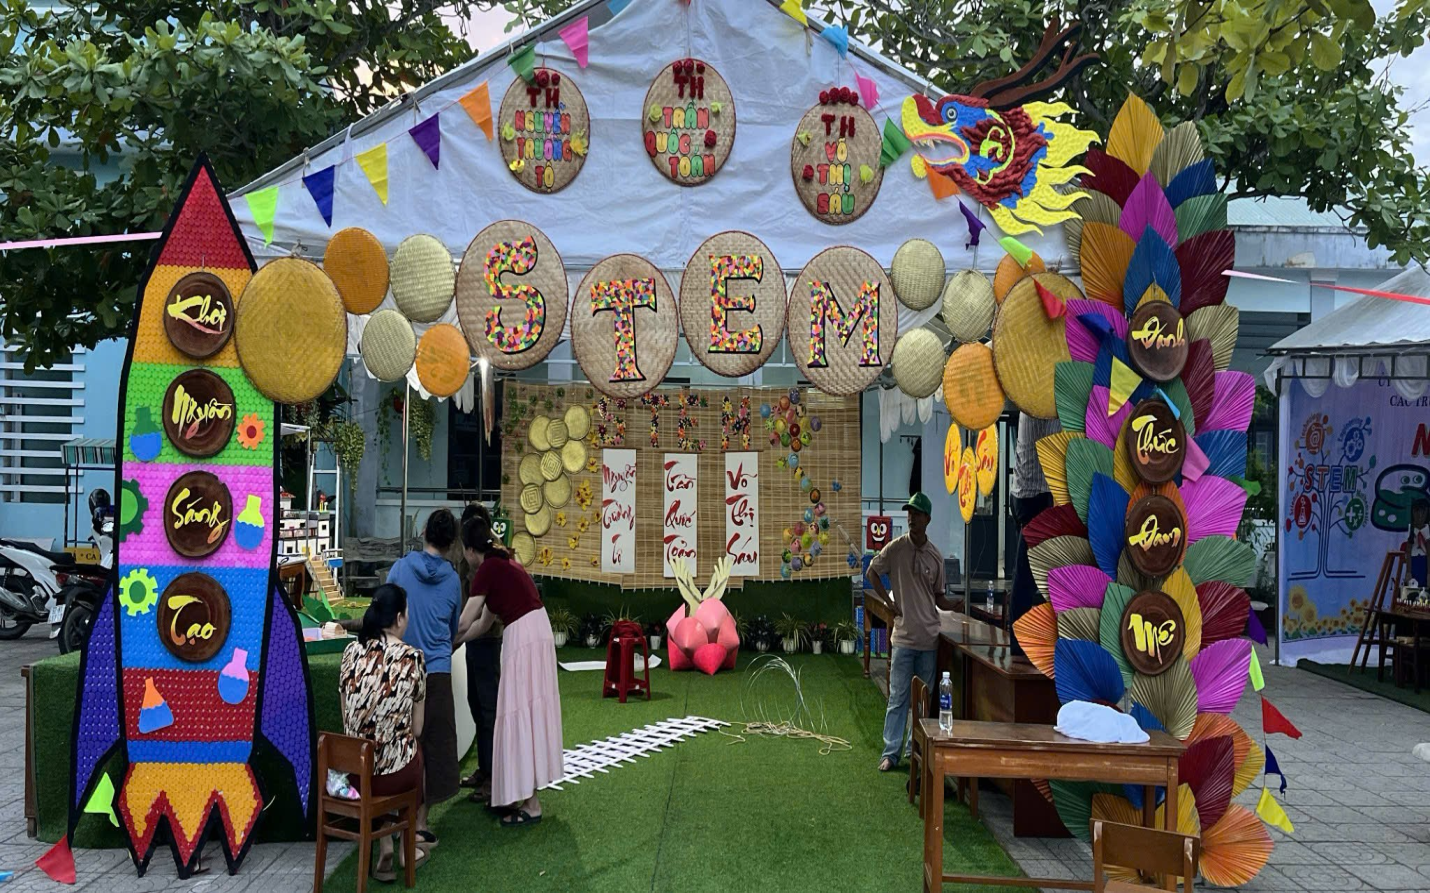 TH
NGUYỄN
TRƯỜNG
TỘ
TH
TRẦN
QUỐC
TOẢN
TH
VÕ
THỊ
SÁU
STEM
Khơi
Nguồn
Sáng
Tạo
Đánh
Thức
Đam
Mê
STEM
Nguyễn
Trường
Tộ
Trần
Quốc
Toản
Võ
Thị
Sáu
STEM